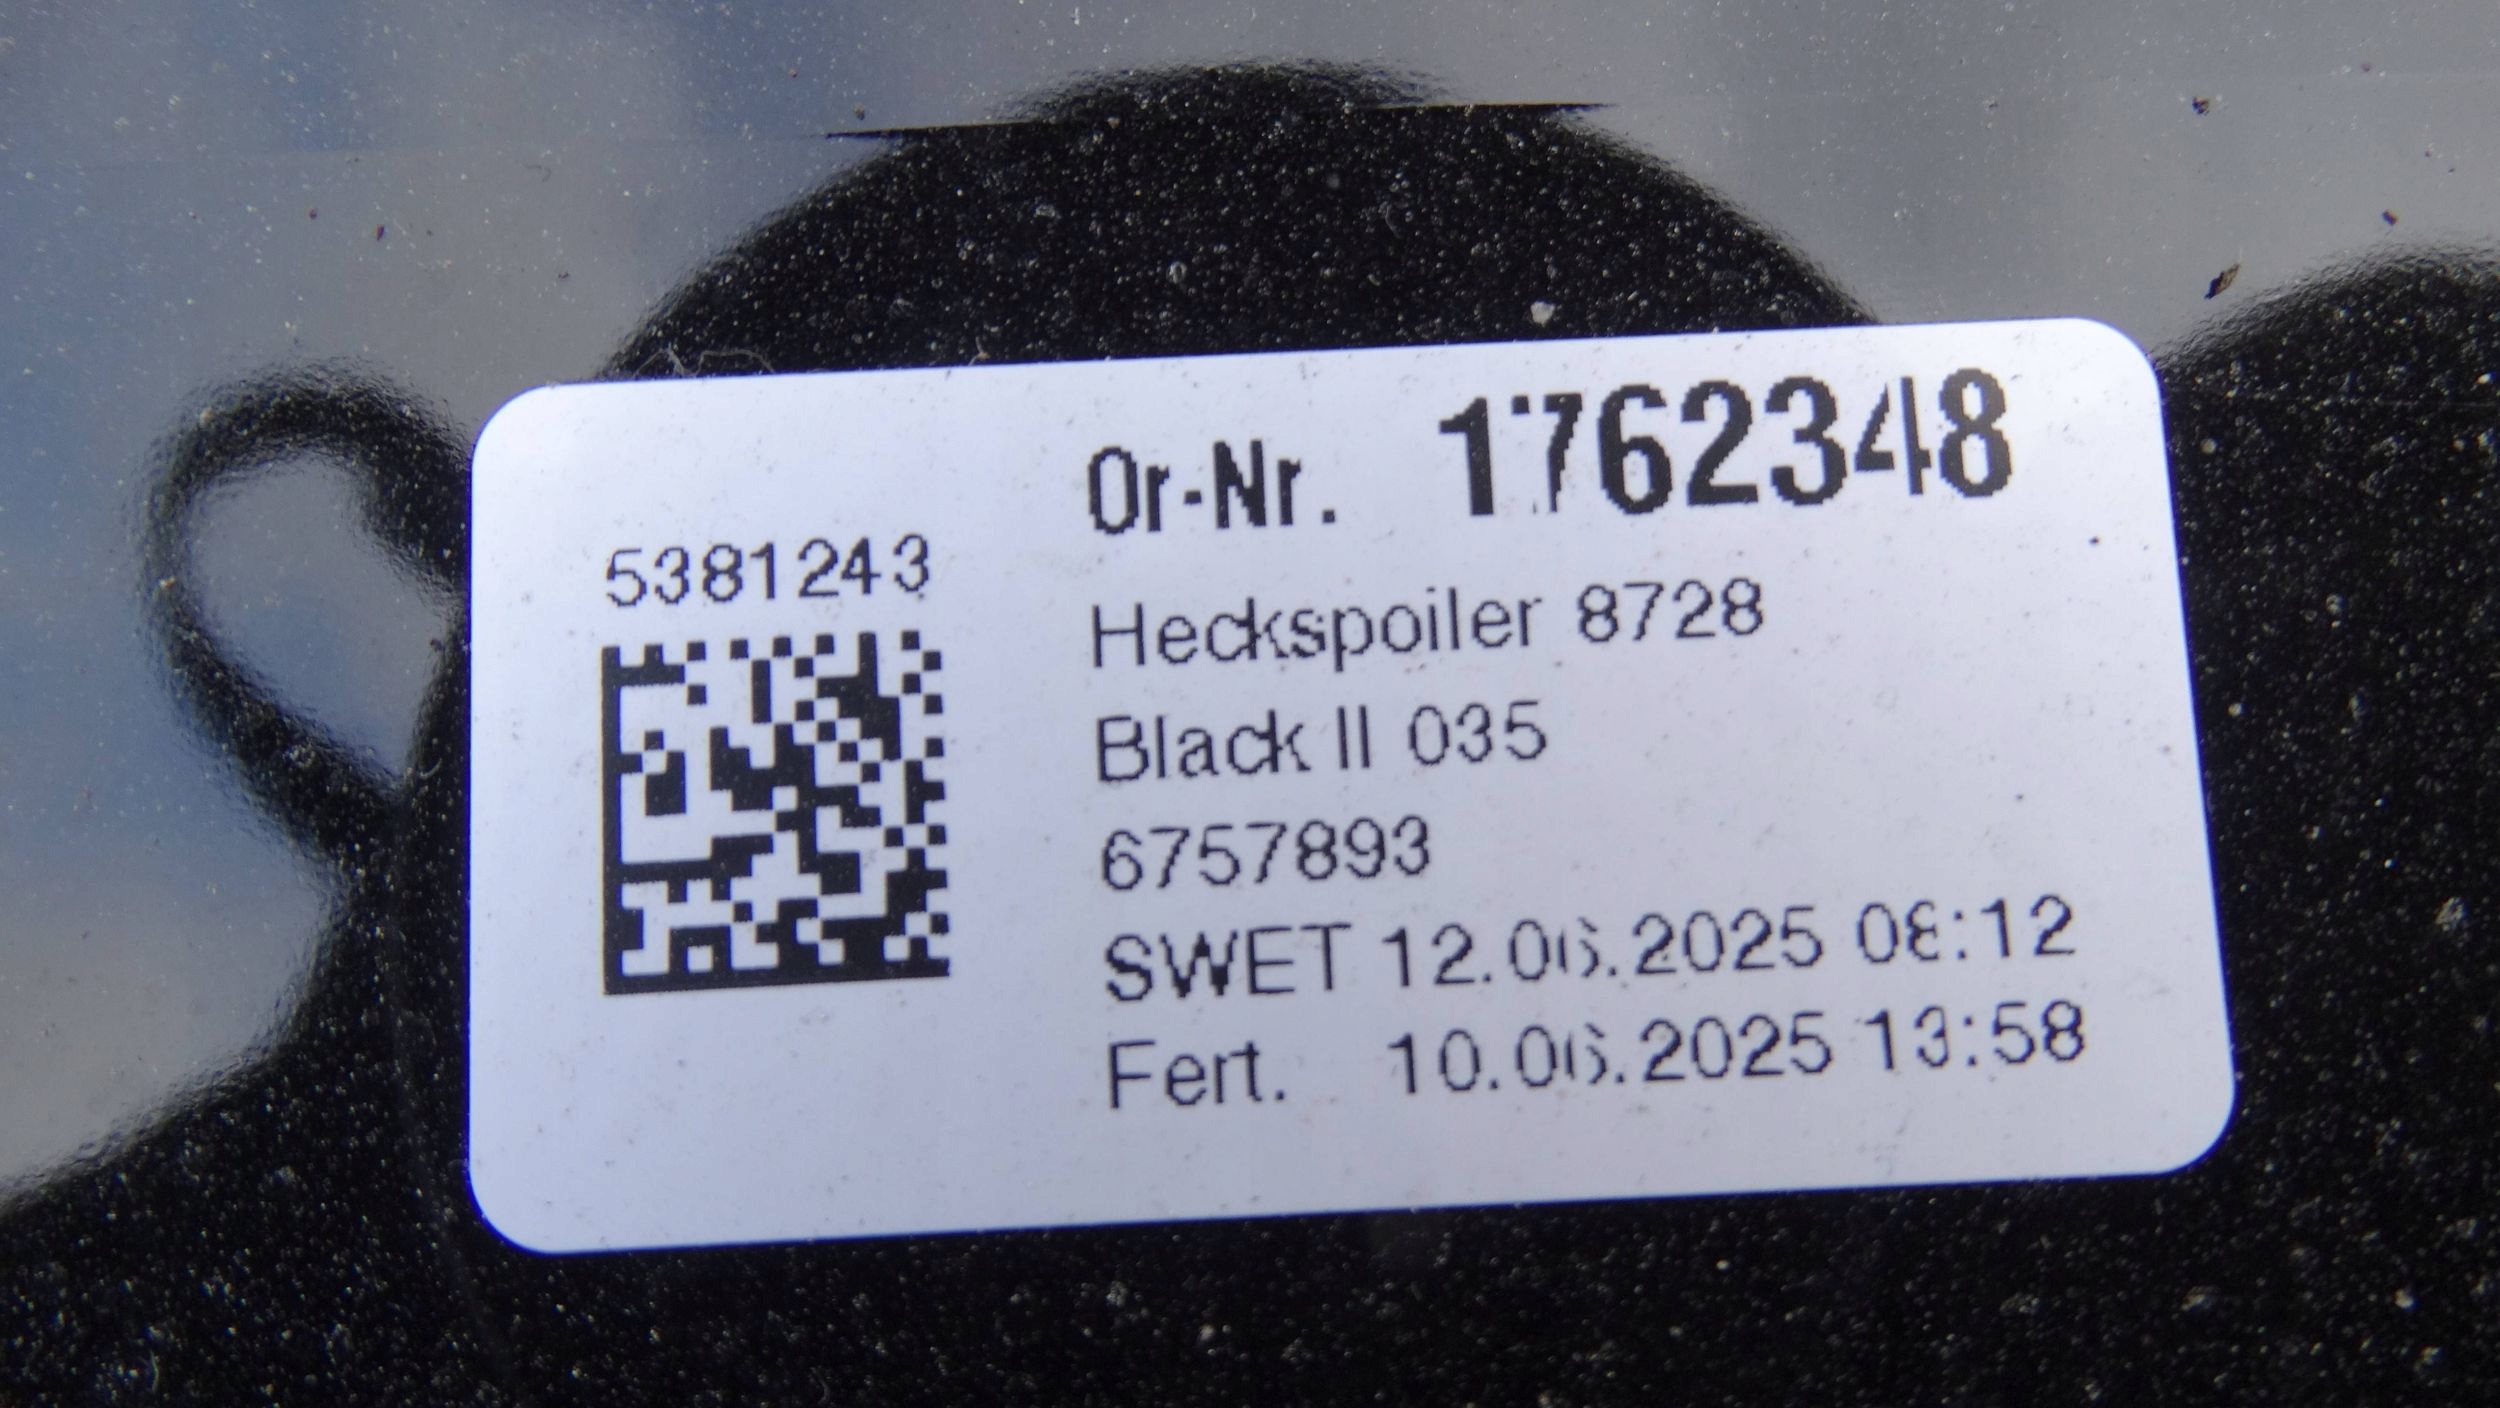 Or-Nr. 1762348
5381243
Heckspoiler 8728
Black II 035
6757893
SWET 12.06.2025 08:12
Fert. 10.06.2025 13:58